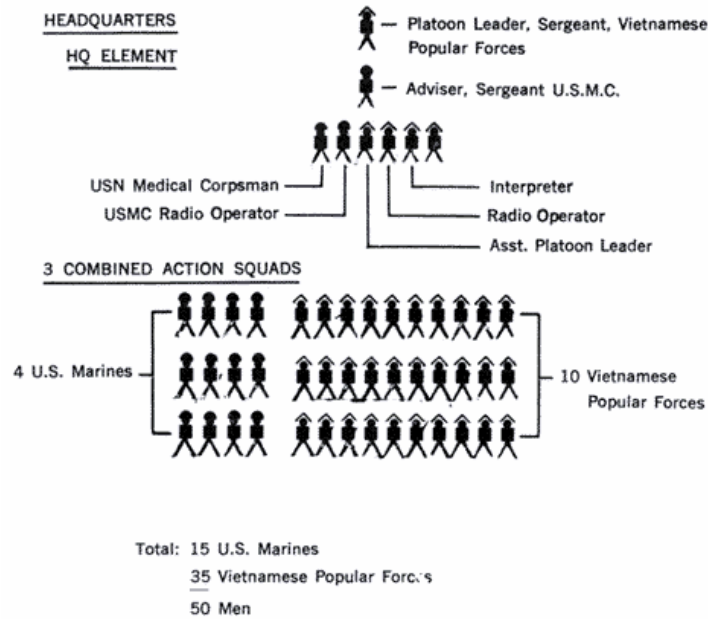 HEADQUARTERS
HQ ELEMENT
Platoon Leader, Sergeant, Vietnamese
Popular Forces
Adviser, Sergeant U.S.M.C.
USN Medical Corpsman
USMC Radio Operator
Interpreter
Radio Operator
Asst. Platoon Leader
3 COMBINED ACTION SQUADS
4 U.S. Marines
10 Vietnamese
Popular Forces
Total: 15 U.S. Marines
35 Vietnamese Popular Forces
50 Men